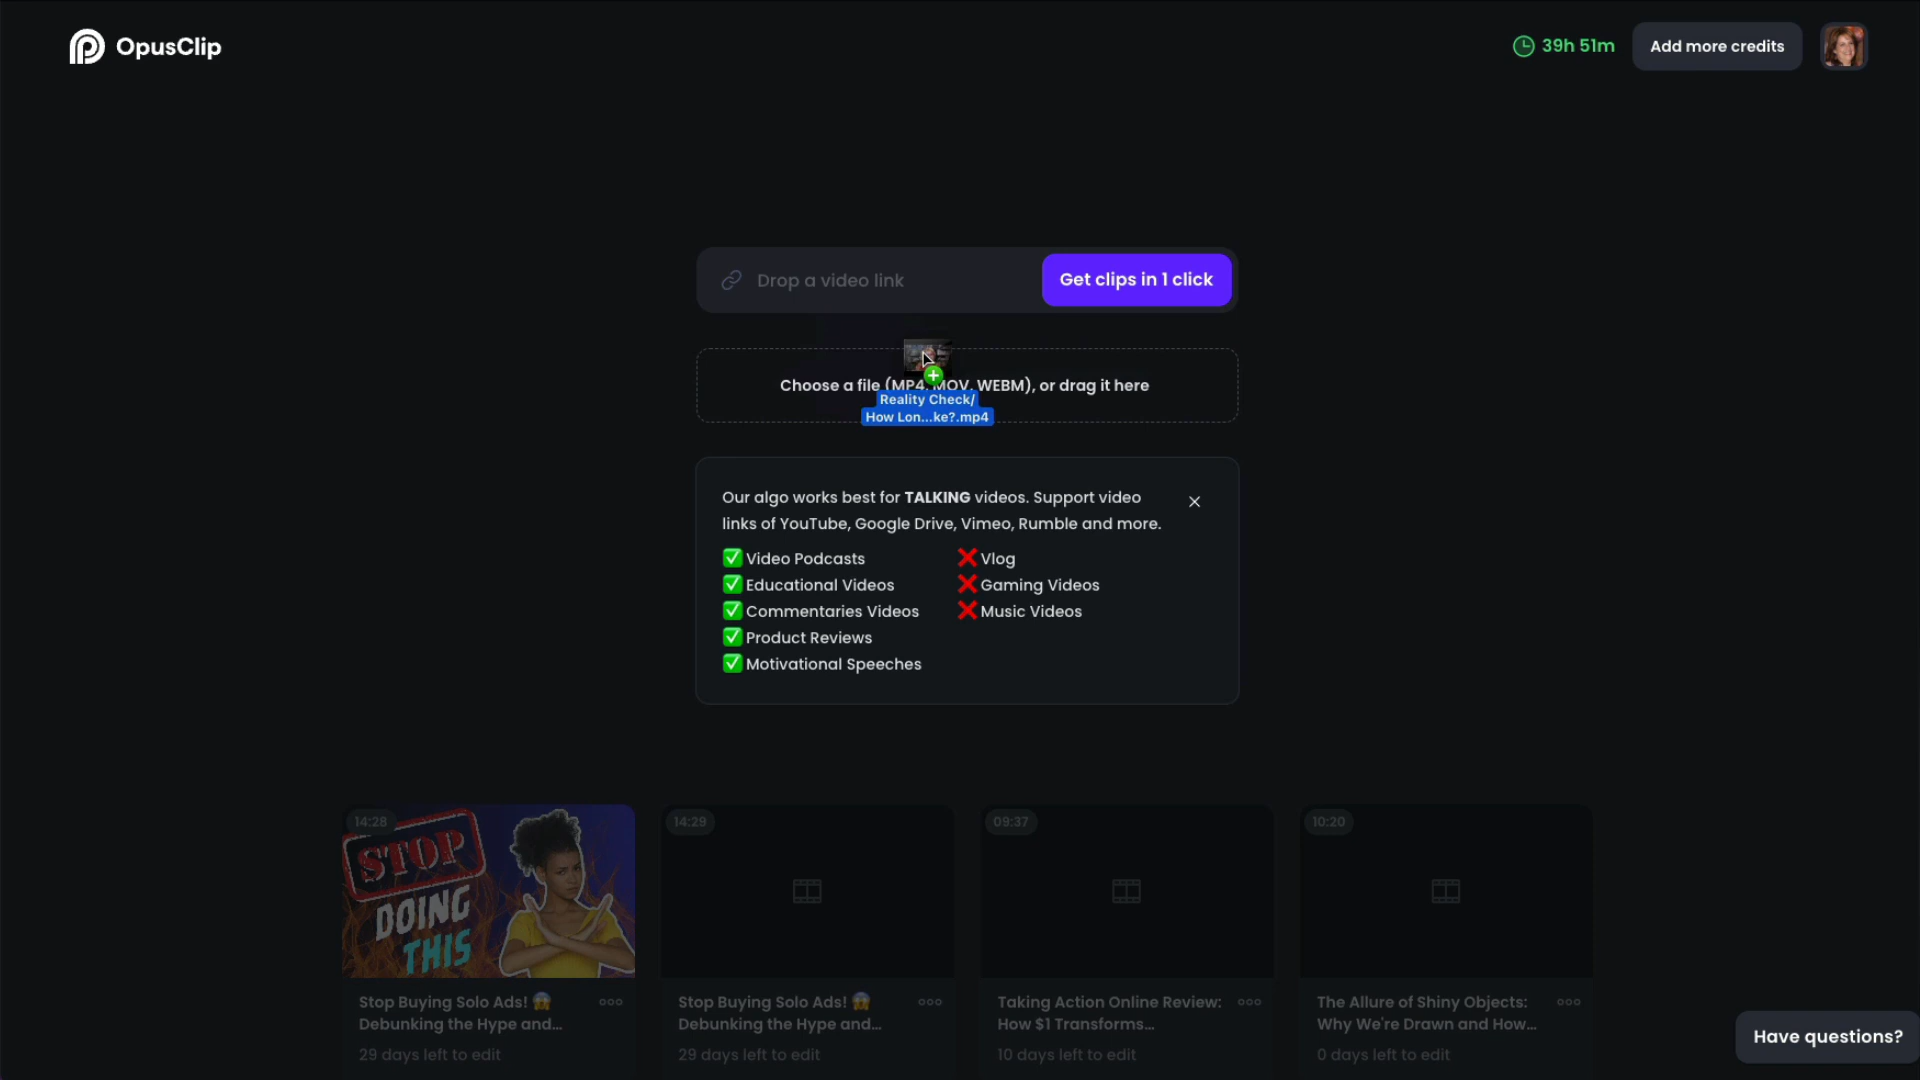 OpusClip
39h 51m
Add more credits
Drop a video link
Get clips in 1 click
Choose a file (MP4, MOV, WEBM), or drag it here
Reality Check/
How Lon...ke?.mp4
Our algo works best for TALKING videos. Support video
links of YouTube, Google Drive, Vimeo, Rumble and more.
Video Podcasts
Educational Videos
Commentaries Videos
Product Reviews
Motivational Speeches
Vlog
Gaming Videos
Music Videos
14:28
STOP
DOING
THIS
Stop Buying Solo Ads! 😱
Debunking the Hype and...
29 days left to edit
14:29
Stop Buying Solo Ads! 😱
Debunking the Hype and...
29 days left to edit
09:37
Taking Action Online Review:
How $1 Transforms...
10 days left to edit
10:20
The Allure of Shiny Objects:
Why We're Drawn and How...
0 days left to edit
Have questions?